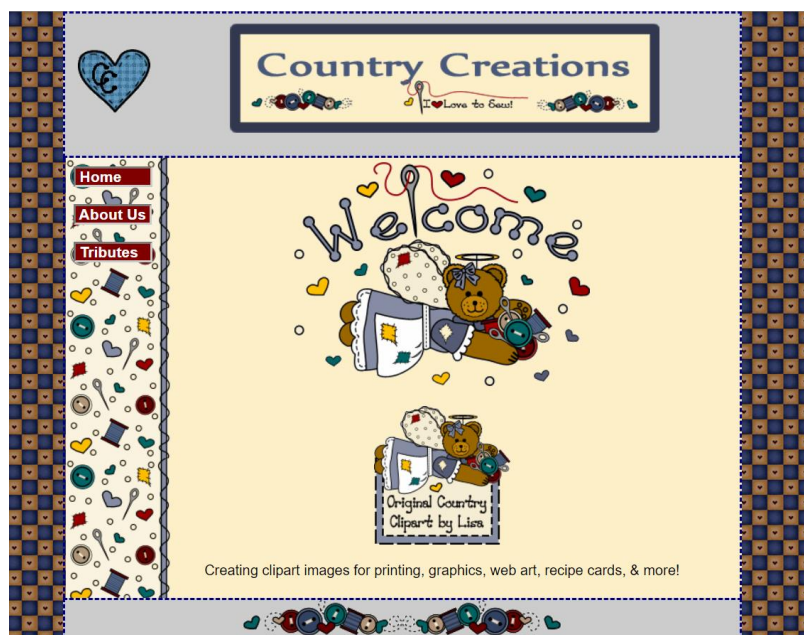 CC
Country Creations
I Love to Sew!
Home
About Us
Tributes
Welcome
Original Country
Clipart by Lisa
Creating clipart images for printing, graphics, web art, recipe cards, & more!